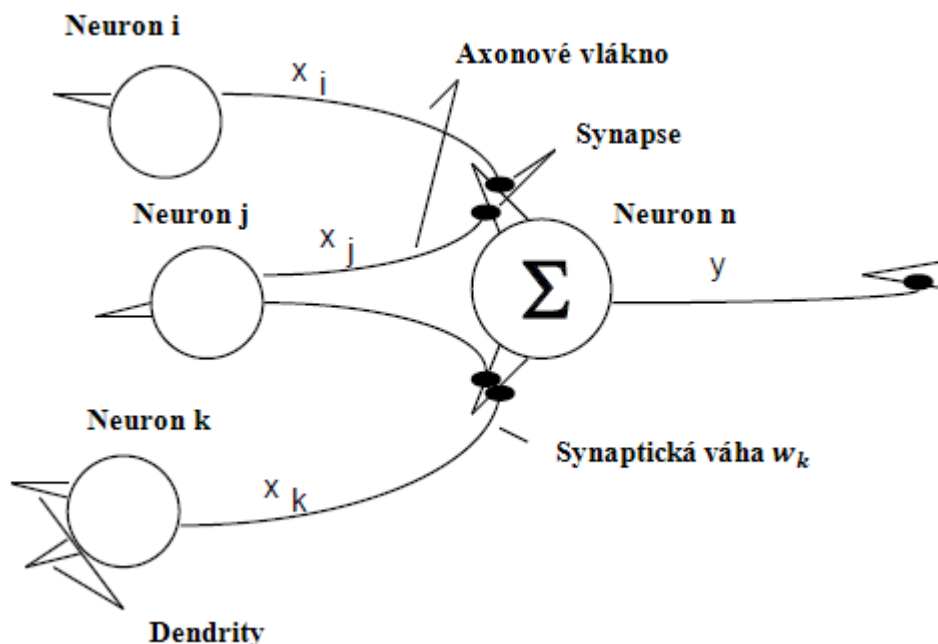 Neuron i
x i
Axonové vlákno
Synapse
Neuron j
x j
Neuron n
Σ
y
Neuron k
Synaptická váha w_k
x k
Dendrity